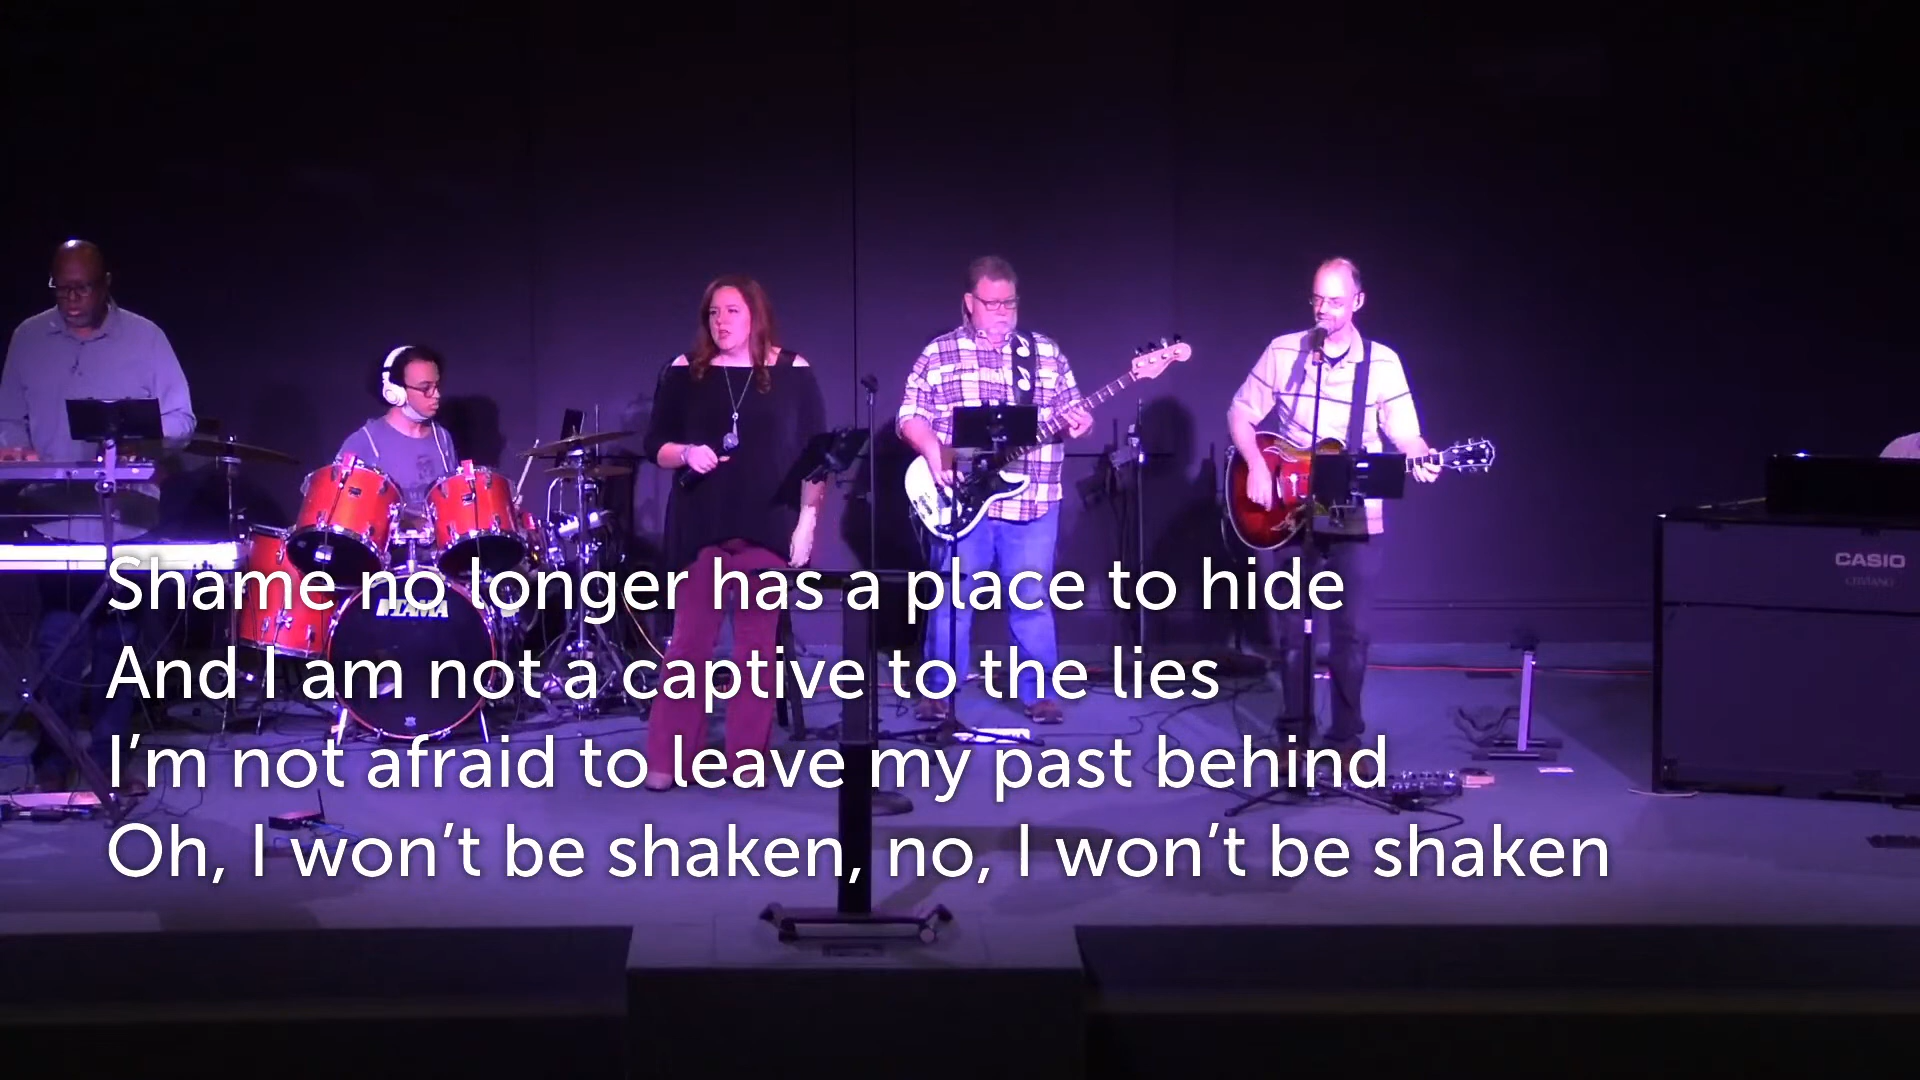 CASIO
TAMA
Shame no longer has a place to hide
And I am not a captive to the lies
I’m not afraid to leave my past behind
Oh, I won’t be shaken, no, I won’t be shaken